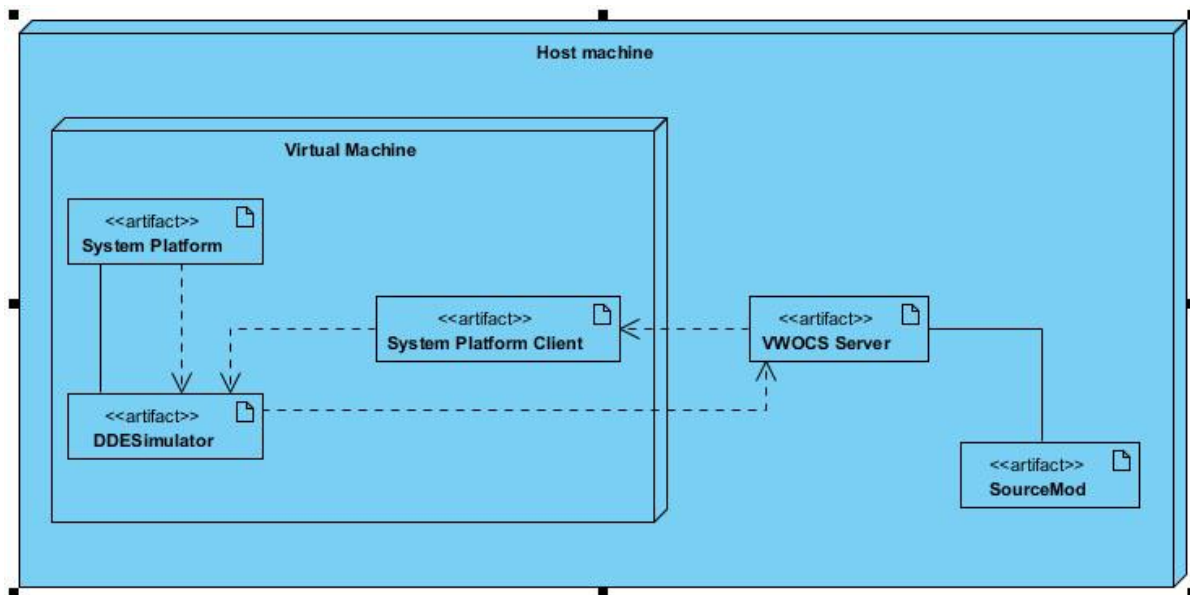 Host machine
Virtual Machine
<<artifact>>
System Platform
<<artifact>>
System Platform Client
<<artifact>>
VWOCS Server
<<artifact>>
DDESimulator
<<artifact>>
SourceMod